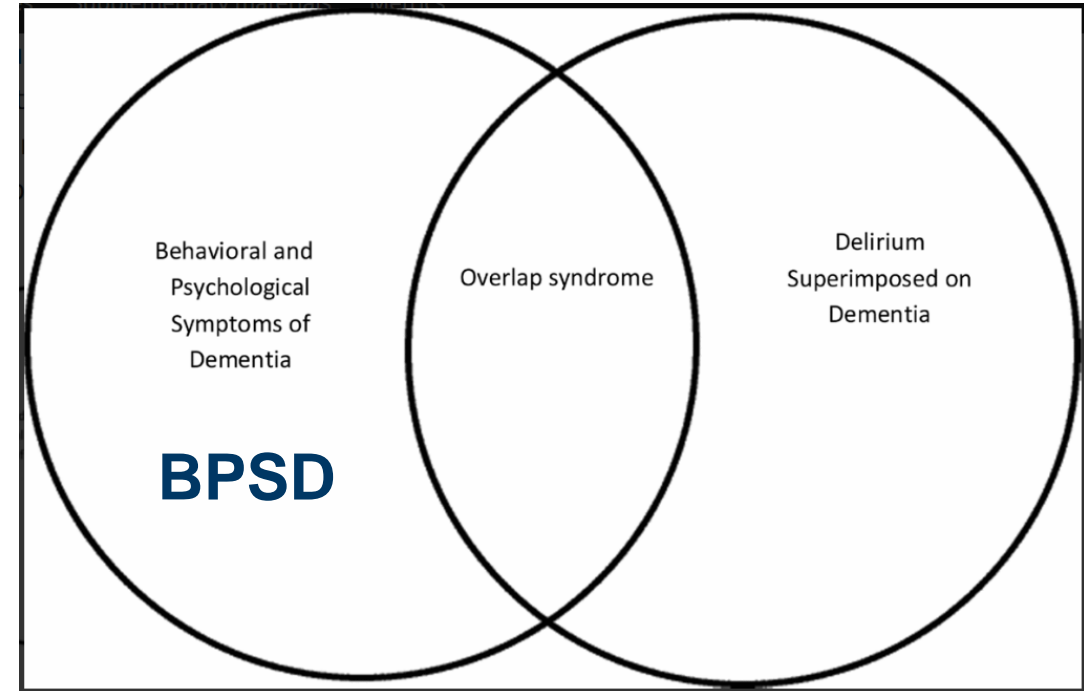 Behavioral and
Psychological
Symptoms of
Dementia
BPSD
Overlap syndrome
Delirium
Superimposed on
Dementia